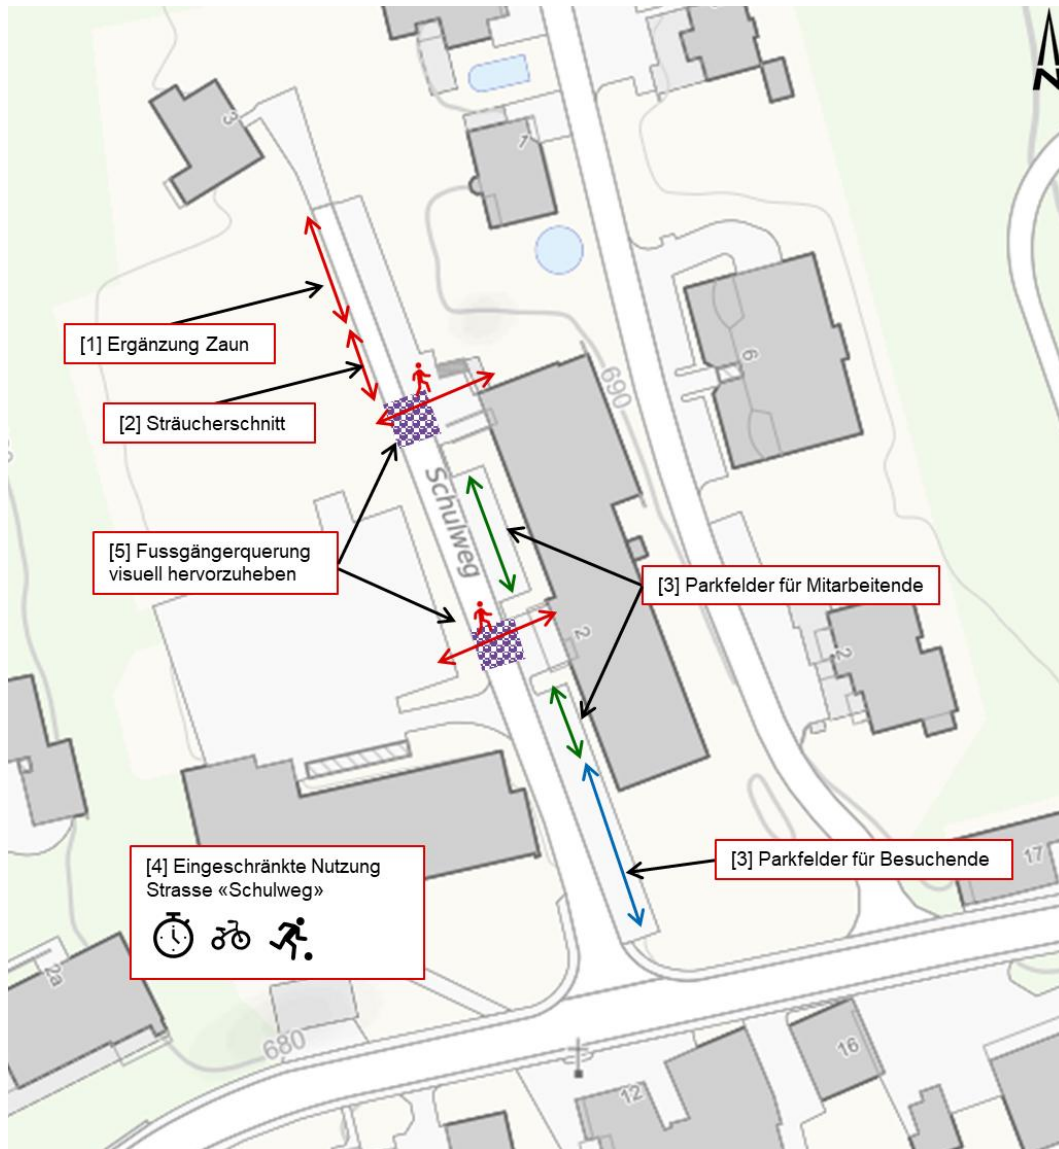 N
3
1
[1] Ergänzung Zaun
6
690
[2] Sträucherschnitt
Schulweg
[5] Fussgängerquerung
visuell hervorzuheben
[3] Parkfelder für Mitarbeitende
2
2
[3] Parkfelder für Besuchende
17
[4] Eingeschränkte Nutzung
Strasse «Schulweg»
2a
680
16
12